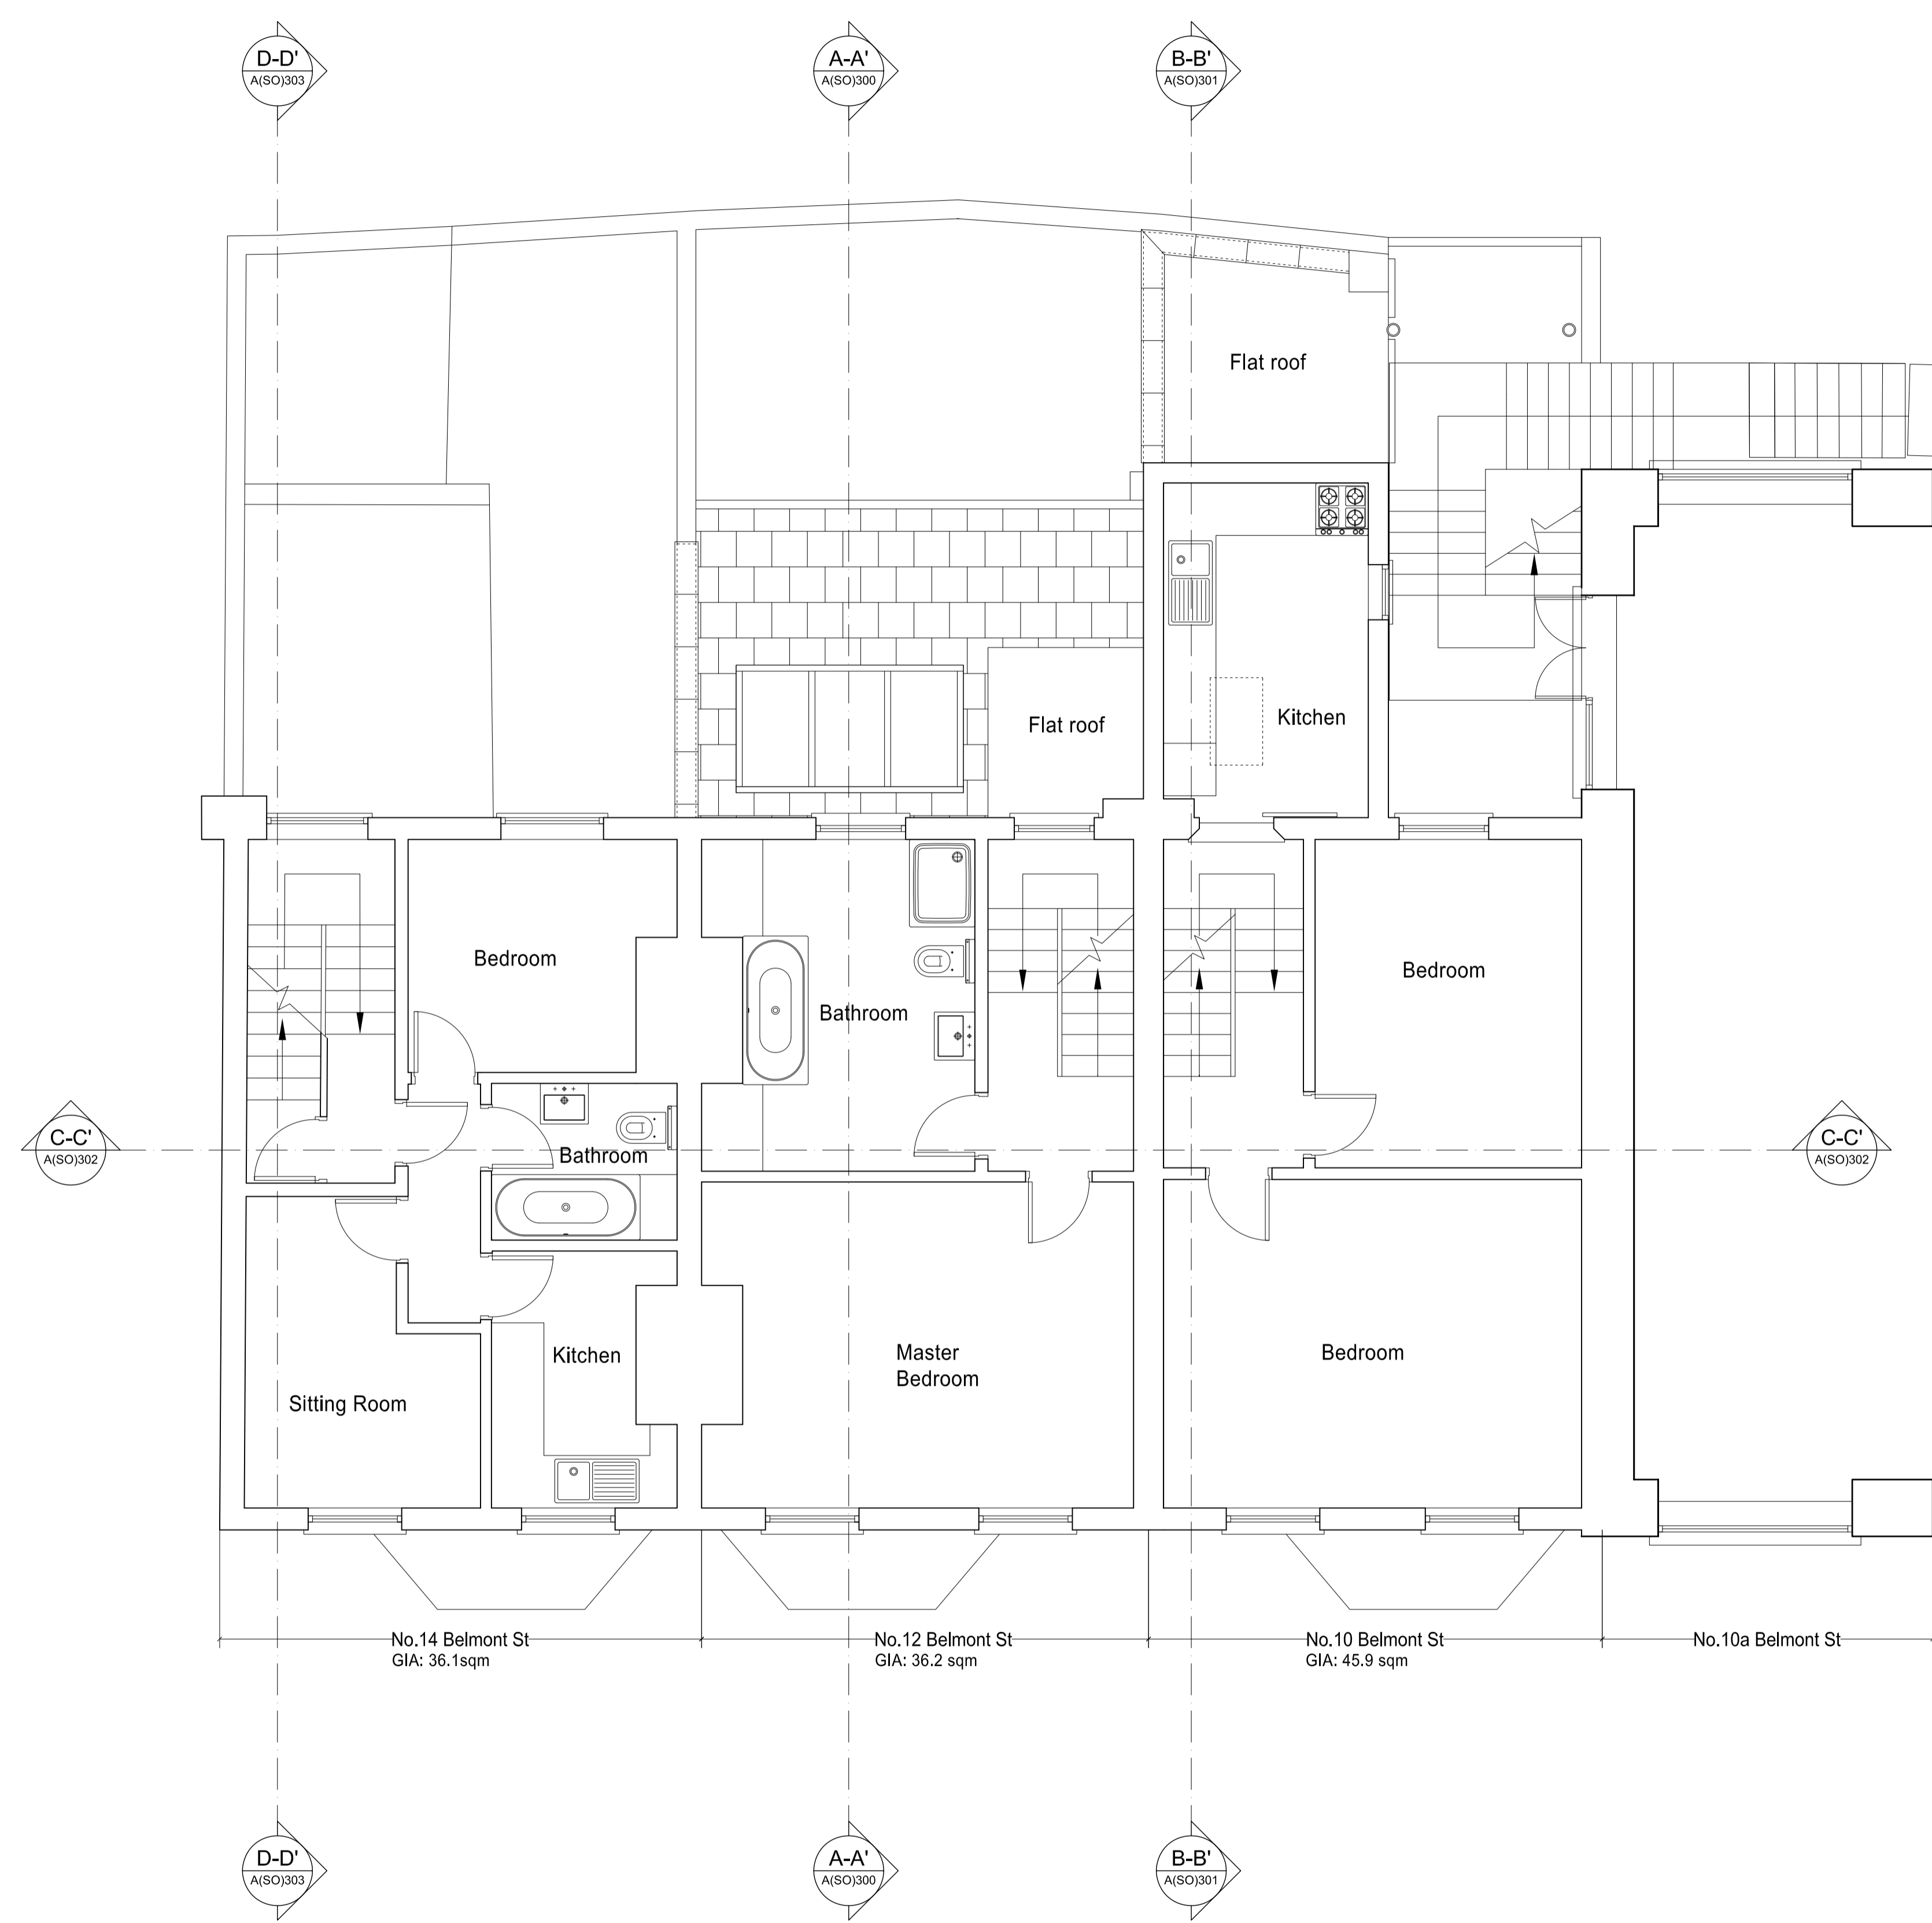 D-D'
A(SO)303
A-A'
A(SO)300
B-B'
A(SO)301
Flat roof
Flat roof
Kitchen
Bedroom
Bathroom
Bedroom
C-C'
A(SO)302
Bathroom
C-C'
A(SO)302
Kitchen
Master
Bedroom
Bedroom
Sitting Room
No.14 Belmont St
GIA: 36.1sqm
No.12 Belmont St
GIA: 36.2 sqm
No.10 Belmont St
GIA: 45.9 sqm
No.10a Belmont St
D-D'
A(SO)303
A-A'
A(SO)300
B-B'
A(SO)301